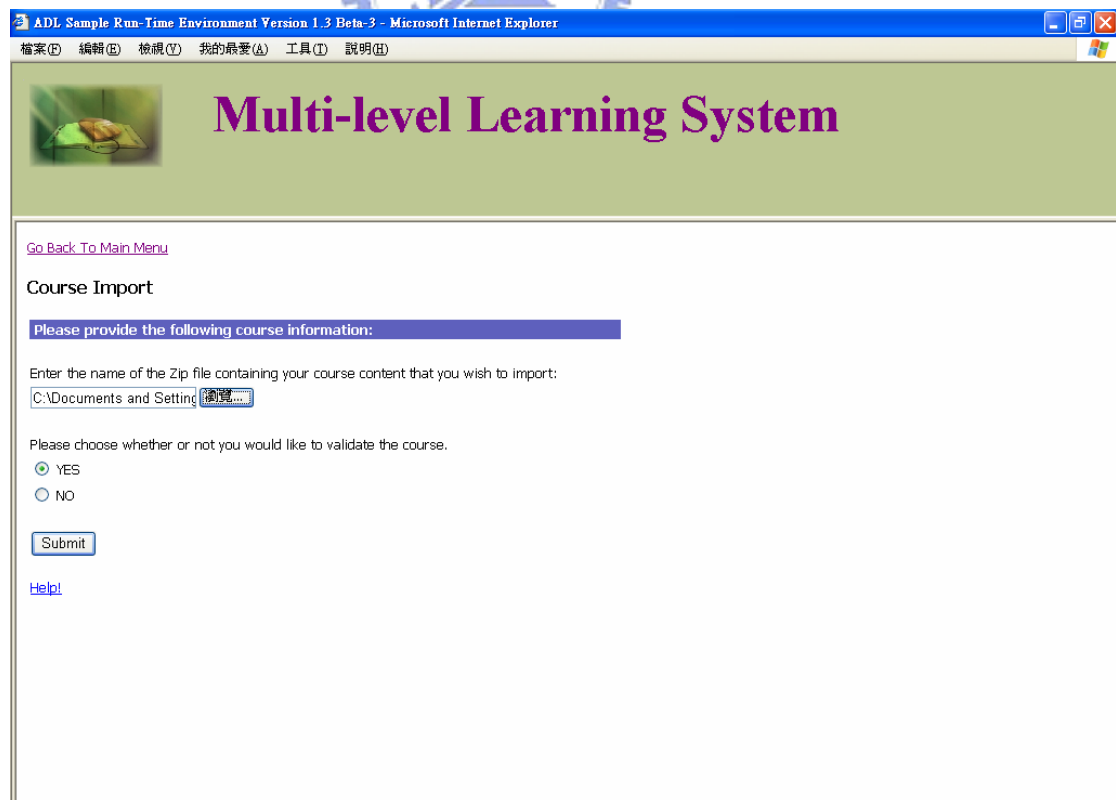 ADL Sample Run-Time Environment Version 1.3 Beta-3 - Microsoft Internet Explorer
檔案(F) 編輯(E) 檢視(V) 我的最愛(A) 工具(T) 說明(H)
Multi-level Learning System
Go Back To Main Menu
Course Import
Please provide the following course information:
Enter the name of the Zip file containing your course content that you wish to import:
C:\Documents and Setting 瀏覽...
Please choose whether or not you would like to validate the course.
YES
NO
Submit
Help!